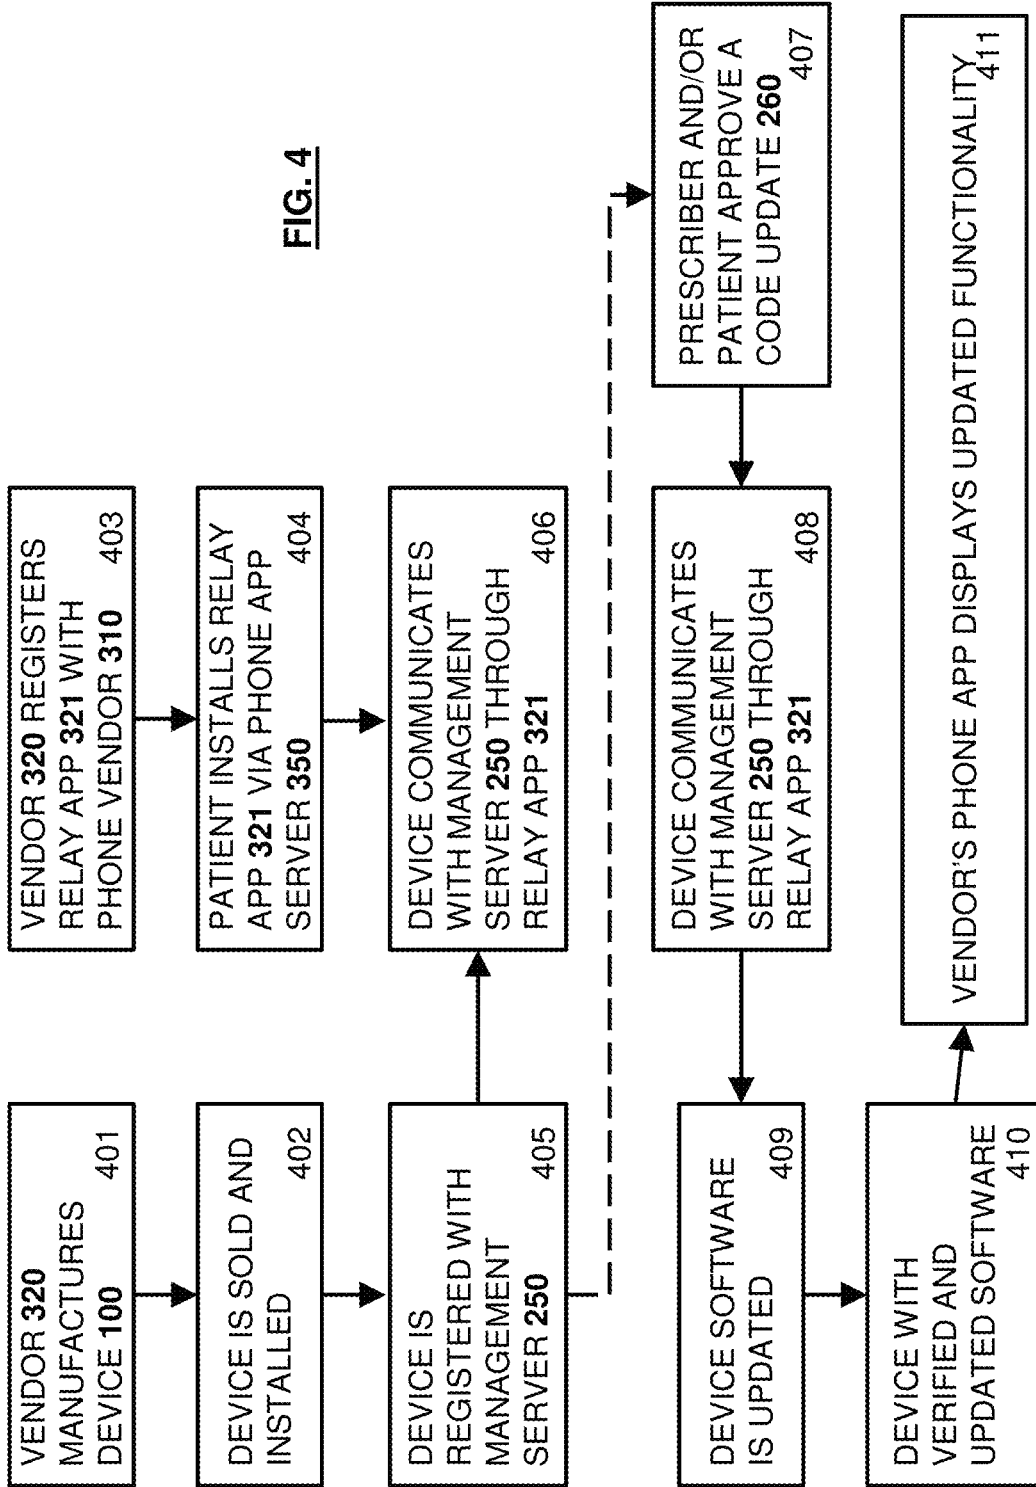 FIG. 4
VENDOR 320
MANUFACTURES
DEVICE 100
401
DEVICE IS SOLD AND
INSTALLED
402
VENDOR 320 REGISTERS
RELAY APP 321 WITH
PHONE VENDOR 310
403
PATIENT INSTALLS RELAY
APP 321 VIA PHONE APP
SERVER 350
404
DEVICE IS
REGISTERED WITH
MANAGEMENT
SERVER 250
405
DEVICE COMMUNICATES
WITH MANAGEMENT
SERVER 250 THROUGH
RELAY APP 321
406
PRESCRIBER AND/OR
PATIENT APPROVE A
CODE UPDATE 260
407
DEVICE COMMUNICATES
WITH MANAGEMENT
SERVER 250 THROUGH
RELAY APP 321
408
DEVICE SOFTWARE
IS UPDATED
409
DEVICE WITH
VERIFIED AND
UPDATED SOFTWARE
410
VENDOR'S PHONE APP DISPLAYS UPDATED FUNCTIONALITY
411